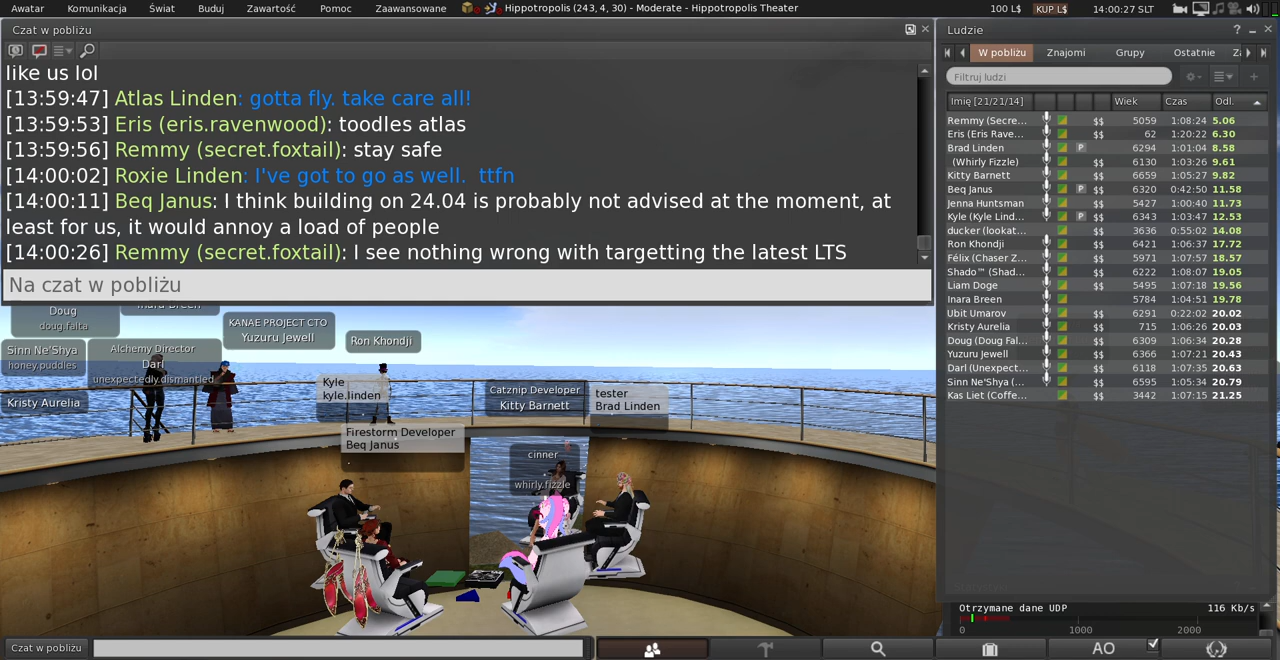 Awatar Komunikacja Świat Buduj Zawartość Pomoc Zaawansowane Hippotropolis (243, 4, 30) - Moderate - Hippotropolis Theater 100 L$ KUP L$ 14:00:27 SLT
Czat w pobliżu
like us lol
[13:59:47] Atlas Linden: gotta fly. take care all!
[13:59:53] Eris (eris.ravenwood): toodles atlas
[13:59:56] Remmy (secret.foxtail): stay safe
[14:00:02] Roxie Linden: I've got to go as well.  ttfn
[14:00:11] Beq Janus: I think building on 24.04 is probably not advised at the moment, at
least for us, it would annoy a load of people
[14:00:26] Remmy (secret.foxtail): I see nothing wrong with targetting the latest LTS
Na czat w pobliżu
Doug
doug.falta
Inara Breen
KANAE PROJECT CTO
Yuzuru Jewell
Ron Khondji
Sinn Ne'Shya
honey.puddles
Alchemy Director
Darl
unexpectedly.dismantled
Kristy Aurelia
Kyle
kyle.linden
Catznip Developer
Kitty Barnett
tester
Brad Linden
Firestorm Developer
Beq Janus
cinner
whirly.fizzle
Ludzie
W pobliżu Znajomi Grupy Ostatnie
Filtruj ludzi
Imię [21/21/14] Wiek Czas Odl.
Remmy (Secre... $$ 5059 1:08:24 5.06
Eris (Eris Rave... $$ 62 1:20:22 6.30
Brad Linden P 6294 1:01:04 8.58
(Whirly Fizzle) $$ 6130 1:03:26 9.61
Kitty Barnett $$ 6659 1:05:27 9.82
Beq Janus P $$ 6320 0:42:50 11.58
Jenna Huntsman $$ 5427 1:00:40 11.73
Kyle (Kyle Lind... P $$ 6343 1:03:47 12.53
ducker (lookat... $$ 3636 0:55:02 14.08
Ron Khondji $$ 6421 1:06:37 17.72
Félix (Chaser Z... $$ 5971 1:07:57 18.57
Shado™ (Shad... $$ 6222 1:08:07 19.05
Liam Doge $$ 5495 1:07:18 19.56
Inara Breen 5784 1:04:51 19.78
Ubit Umarov $$ 6291 0:22:02 20.02
Kristy Aurelia $$ 715 1:06:26 20.03
Doug (Doug Fal... $$ 6309 1:06:34 20.28
Yuzuru Jewell $$ 6366 1:07:21 20.43
Darl (Unexpect... $$ 6118 1:07:35 20.63
Sinn Ne'Shya (... $$ 6595 1:05:34 20.79
Kas Liet (Coffe... $$ 3442 1:07:15 21.25
Otrzymane dane UDP 116 Kb/s
0 1000 2000
Czat w pobliżu AO